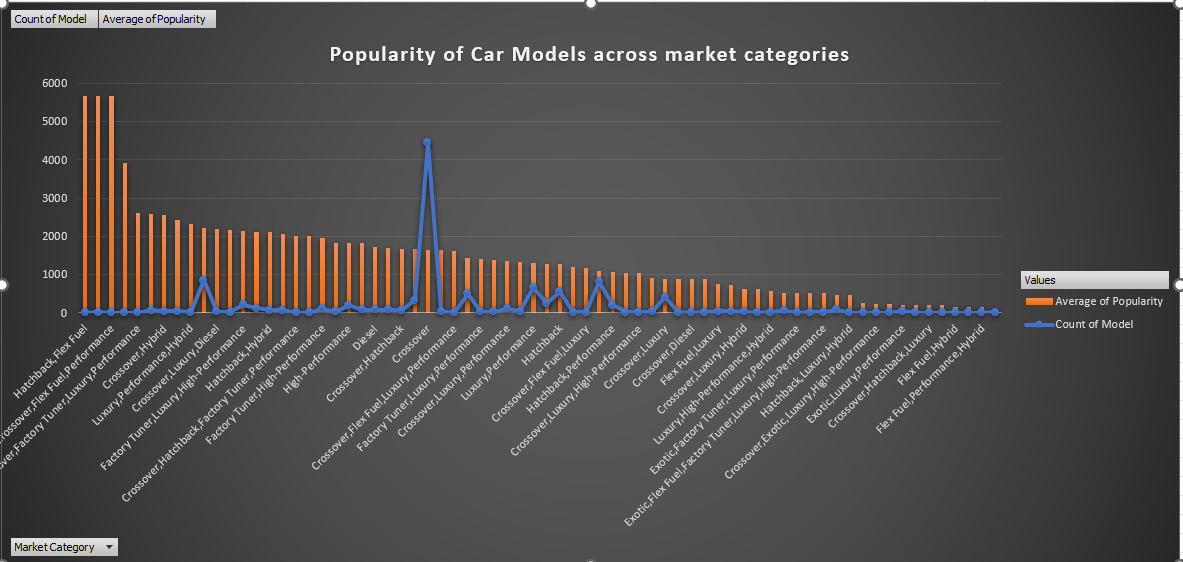 Count of Model
Average of Popularity
Popularity of Car Models across market categories
6000
5000
4000
3000
2000
1000
0
Hatchback,Flex Fuel
Crossover,Flex Fuel,Performance
Factory Tuner,Luxury,Performance
Crossover,Hybrid
Luxury,Performance,Hybrid
Crossover,Luxury,Diesel
Factory Tuner,Luxury,High-Performance
Hatchback,Hybrid
Crossover,Hatchback,Factory Tuner,Performance
Factory Tuner,High-Performance
High-Performance
Diesel
Crossover,Hatchback
Crossover
Crossover,Flex Fuel,Luxury,Performance
Factory Tuner,Luxury,Performance
Crossover,Luxury,Performance
Luxury,Performance
Hatchback
Crossover,Flex Fuel,Luxury
Hatchback,Performance
Crossover,Luxury,High-Performance
Crossover,Luxury
Crossover,Diesel
Flex Fuel,Luxury
Crossover,Luxury,Hybrid
Luxury,High-Performance,Hybrid
Exotic,Factory Tuner,Luxury,Performance
Exotic,Flex Fuel,Factory Tuner,Luxury,High-Performance
Hatchback,Luxury,Hybrid
Crossover,Exotic,Luxury,High-Performance
Exotic,Luxury,Performance
Crossover,Hatchback,Luxury
Flex Fuel,Hybrid
Flex Fuel,Performance,Hybrid
Values
Average of Popularity
Count of Model
Market Category